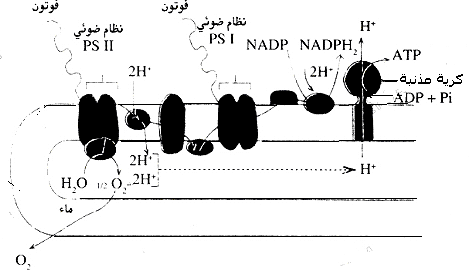 فوتون
فوتون
نظام ضوئي
PS II
نظام ضوئي
PS I
NADP
NADPH₂
H⁺
ATP
2H⁺
2H⁺
كرية مذنبة
ADP + Pi
2H⁺
H⁺
H₂O
1/2 O₂
2H⁺
ماء
O₂